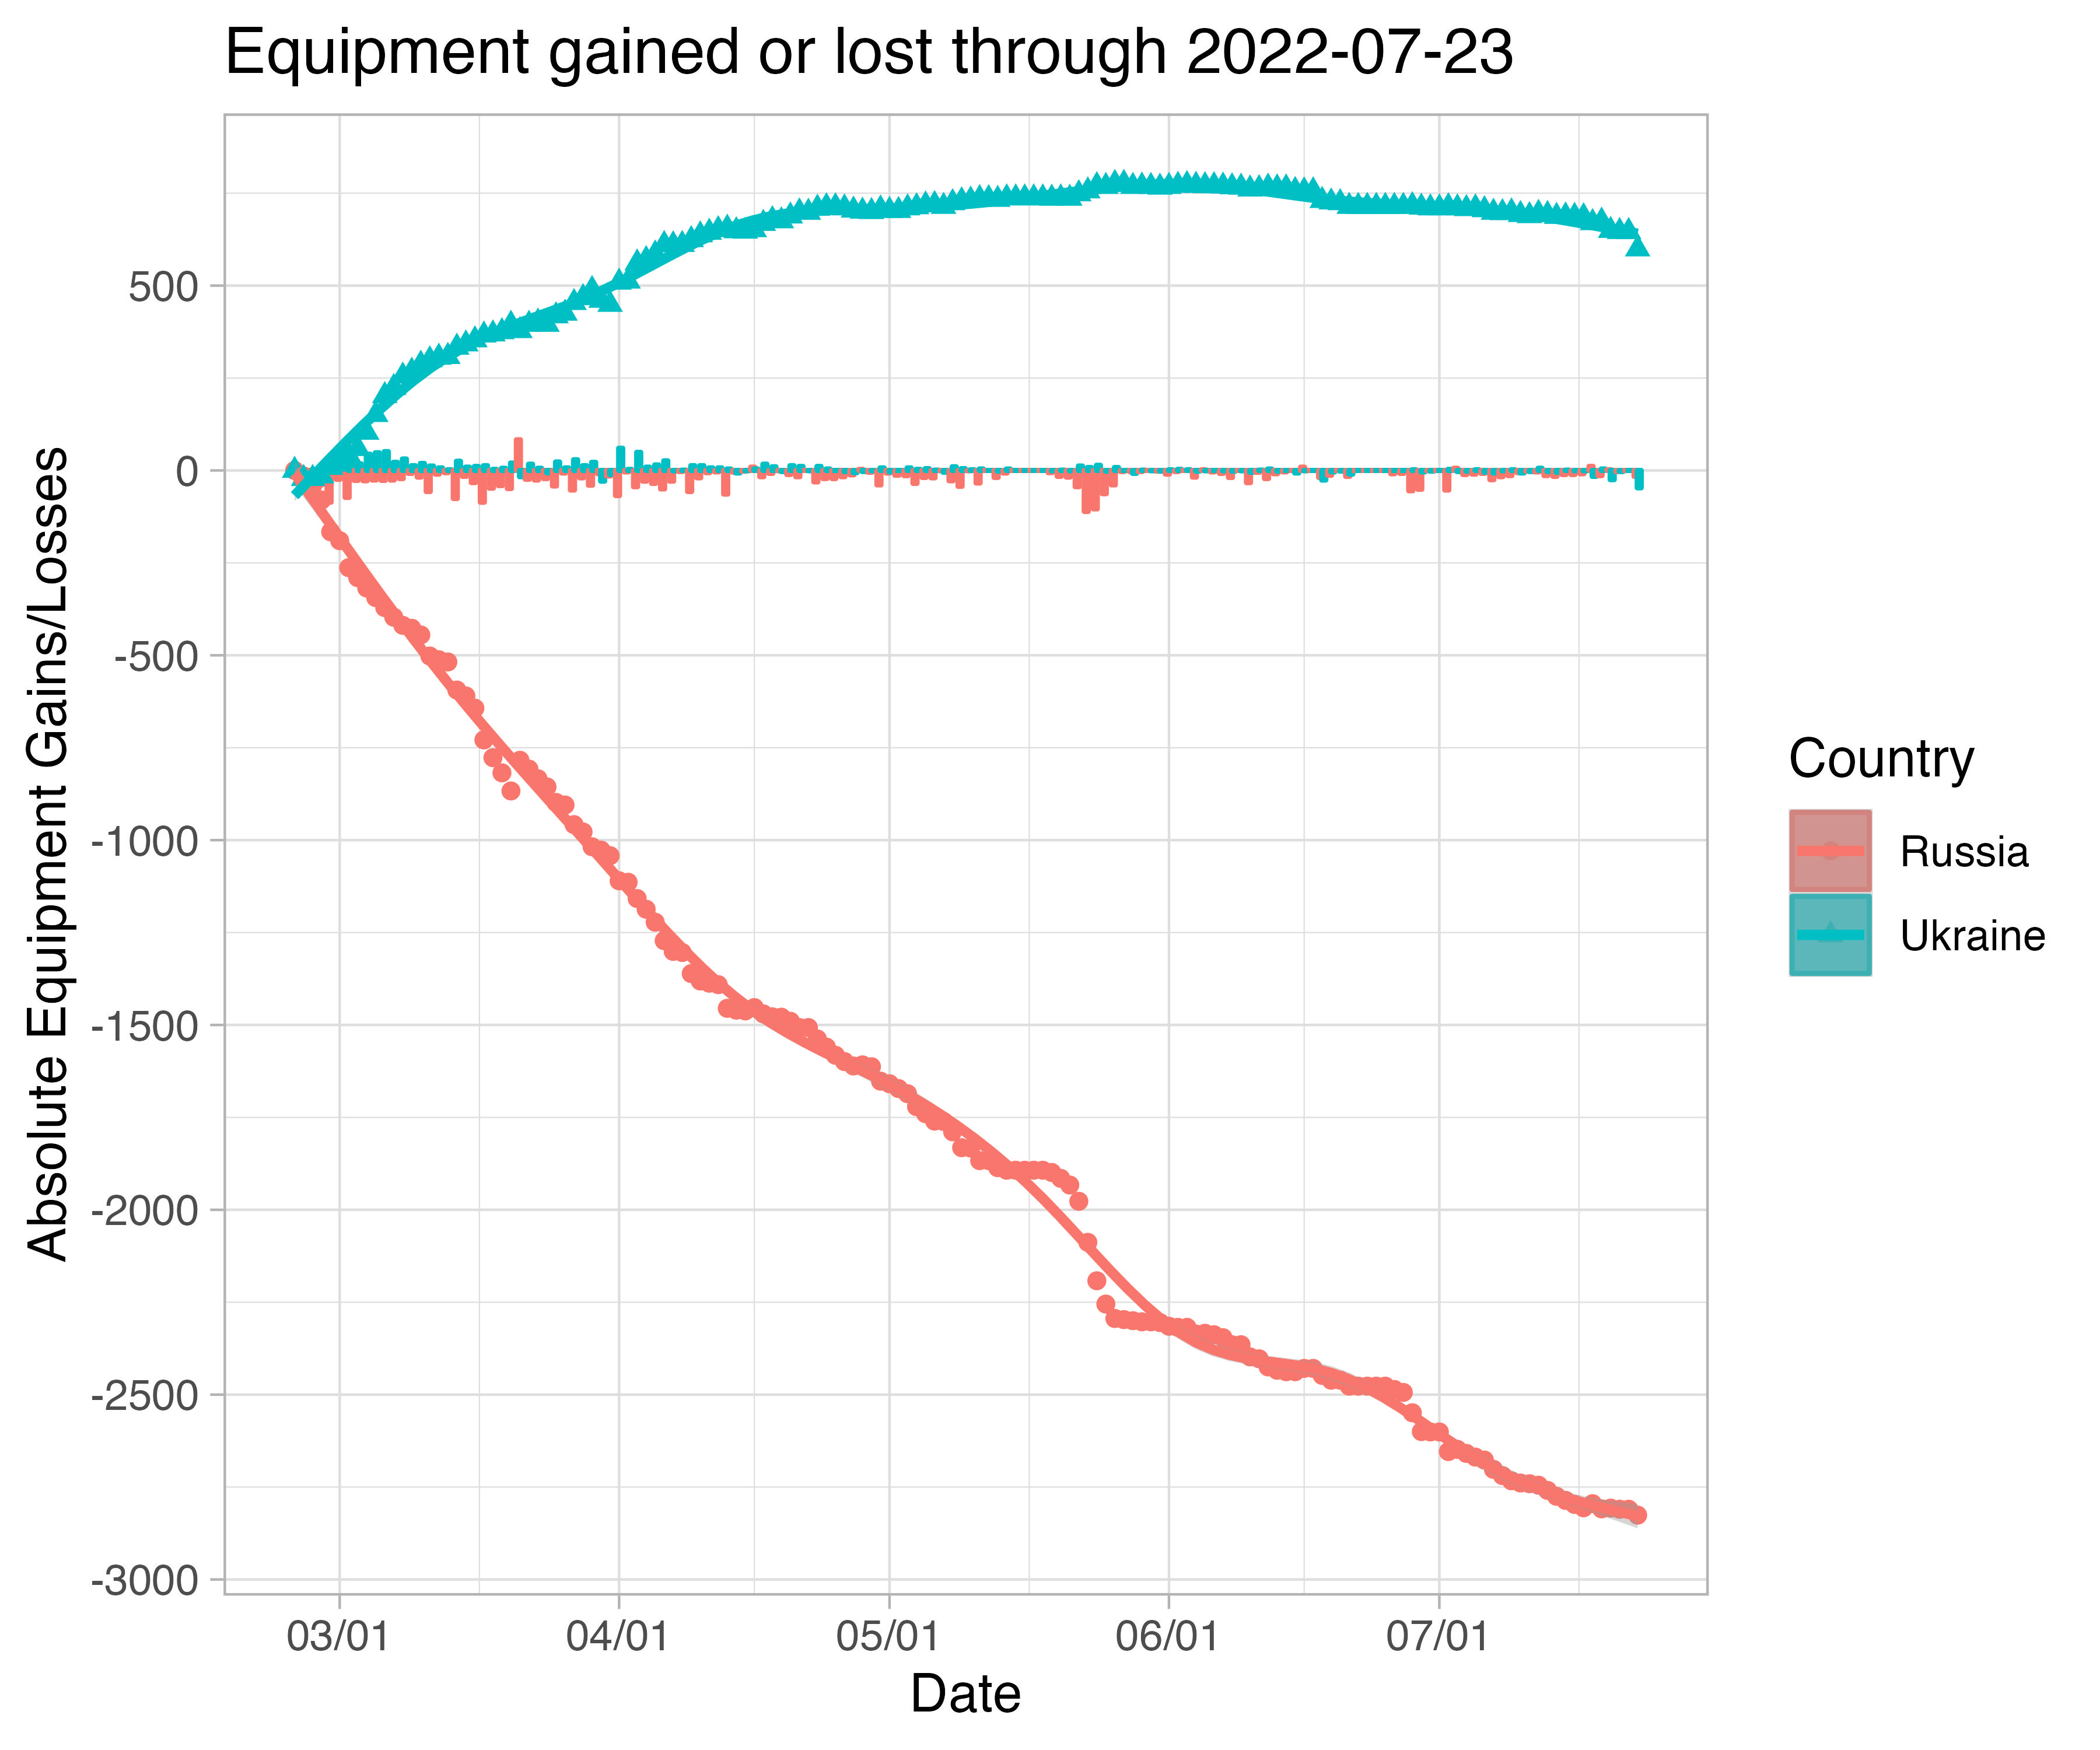 Equipment gained or lost through 2022-07-23
Absolute Equipment Gains/Losses
500
0
-500
-1000
-1500
-2000
-2500
-3000
03/01
04/01
05/01
06/01
07/01
Date
Country
Russia
Ukraine